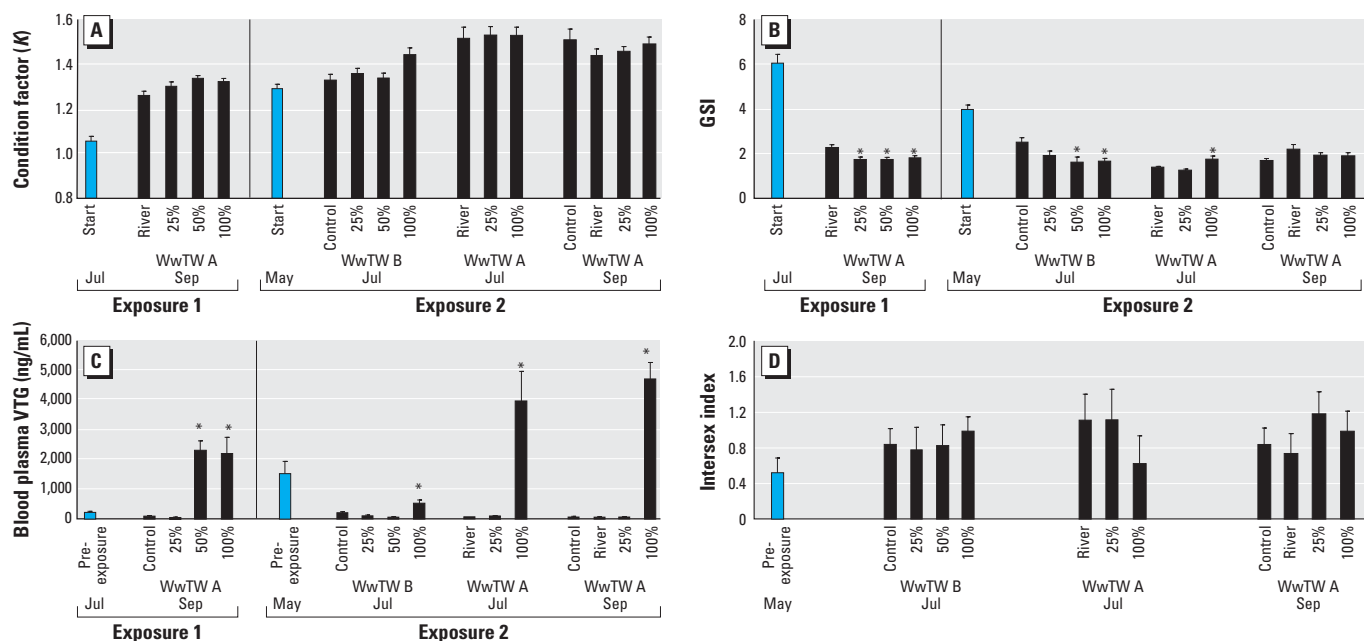 A
Condition factor (K)
1.6
1.4
1.2
1.0
0.8
Start
River
25%
50%
100%
Start
Control
25%
50%
100%
River
25%
100%
Control
River
25%
100%
WwTW A
WwTW B
WwTW A
WwTW A
Jul
Sep
May
Jul
Jul
Sep
Exposure 1
Exposure 2
B
GSI
8
6
4
2
0
* * *
* *
*
Start
River
25%
50%
100%
Start
Control
25%
50%
100%
River
25%
100%
Control
River
25%
100%
WwTW A
WwTW B
WwTW A
WwTW A
Jul
Sep
May
Jul
Jul
Sep
Exposure 1
Exposure 2
C
Blood plasma VTG (ng/mL)
6,000
5,000
4,000
3,000
2,000
1,000
0
* *
*
*
*
Pre-
exposure
Control
25%
50%
100%
Pre-
exposure
Control
25%
50%
100%
River
25%
100%
Control
River
25%
100%
WwTW A
WwTW B
WwTW A
WwTW A
Jul
Sep
May
Jul
Jul
Sep
Exposure 1
Exposure 2
D
Intersex index
2.0
1.6
1.2
0.8
0.4
0
Pre-
exposure
Control
25%
50%
100%
River
25%
100%
Control
River
25%
100%
WwTW B
WwTW A
WwTW A
May
Jul
Jul
Sep